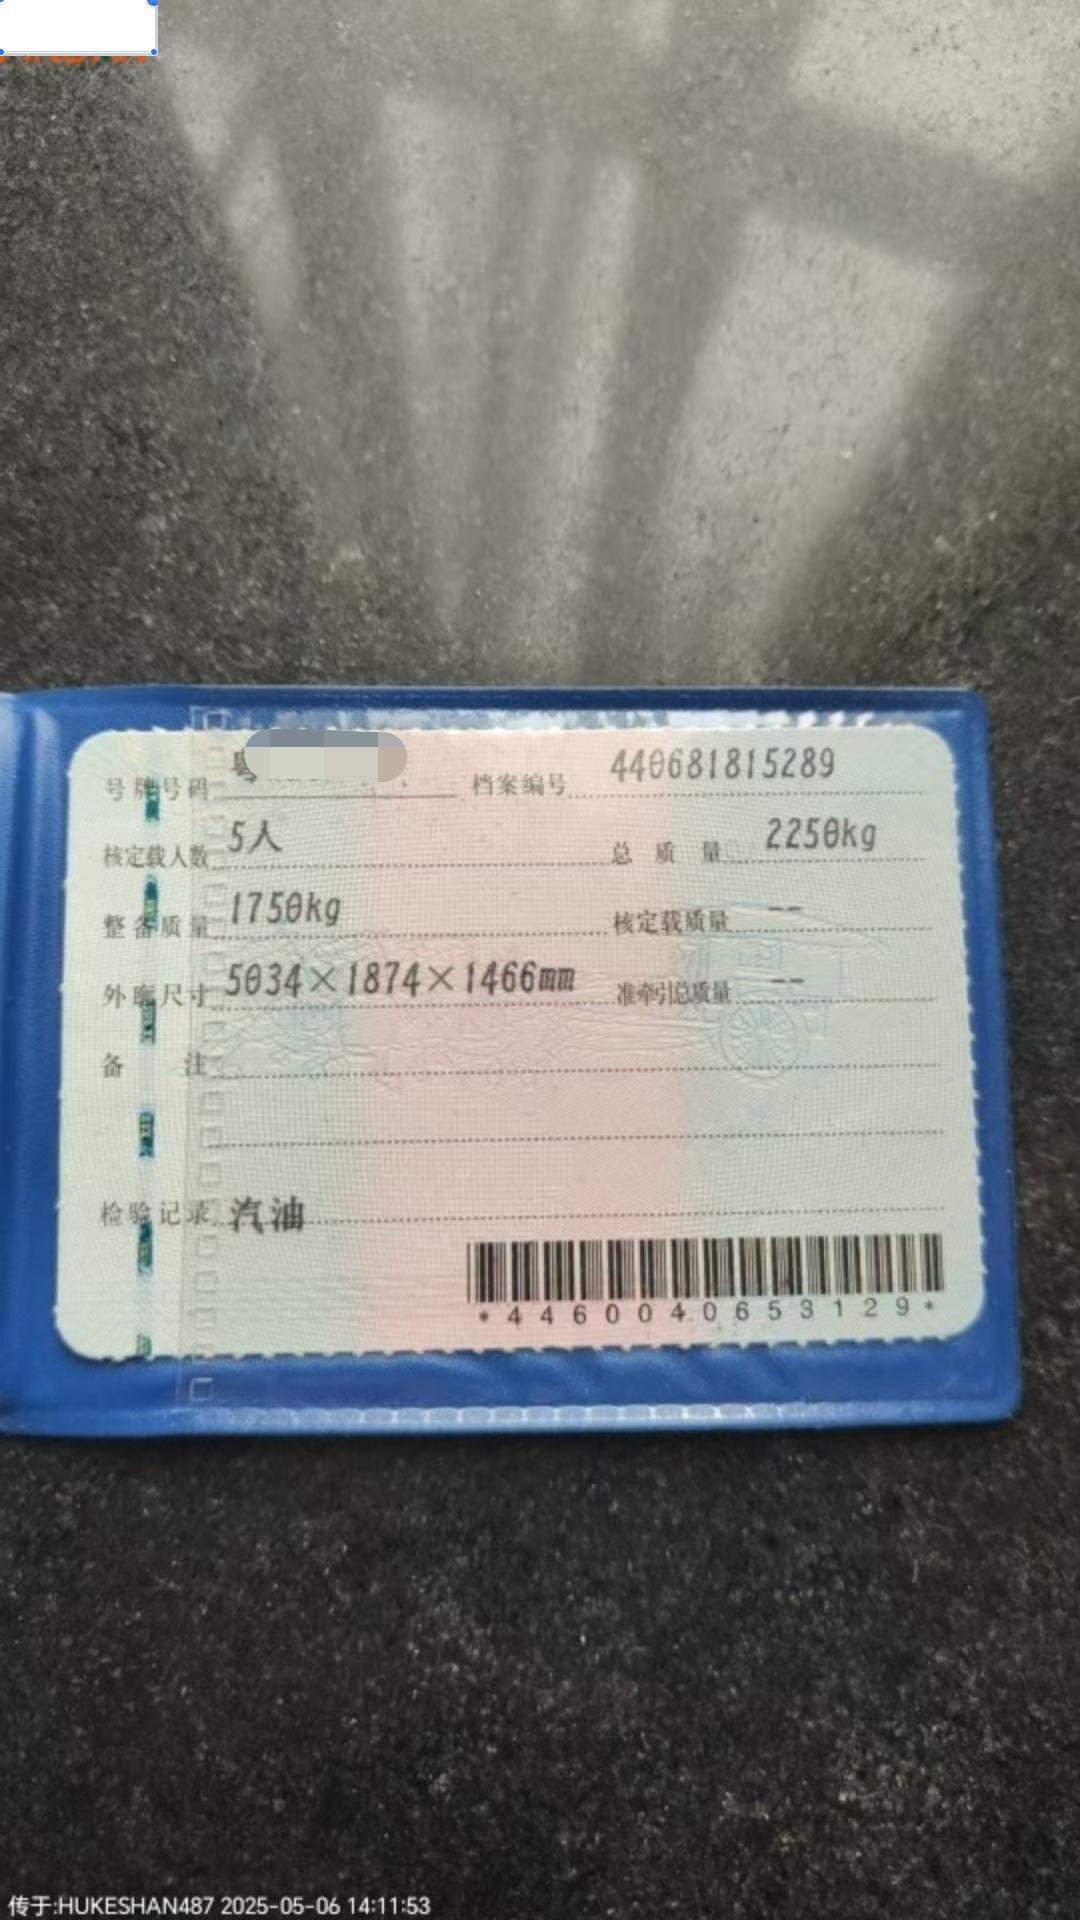 号牌号码 粤 档案编号 440681815289
核定载人数 5人 总质量 2250kg
整备质量 1750kg 核定载质量 --
外廓尺寸 5034×1874×1466mm 准牵引总质量 --
备注
检验记录 汽油
*4460040653129*
传于:HUKESHAN487 2025-05-06 14:11:53